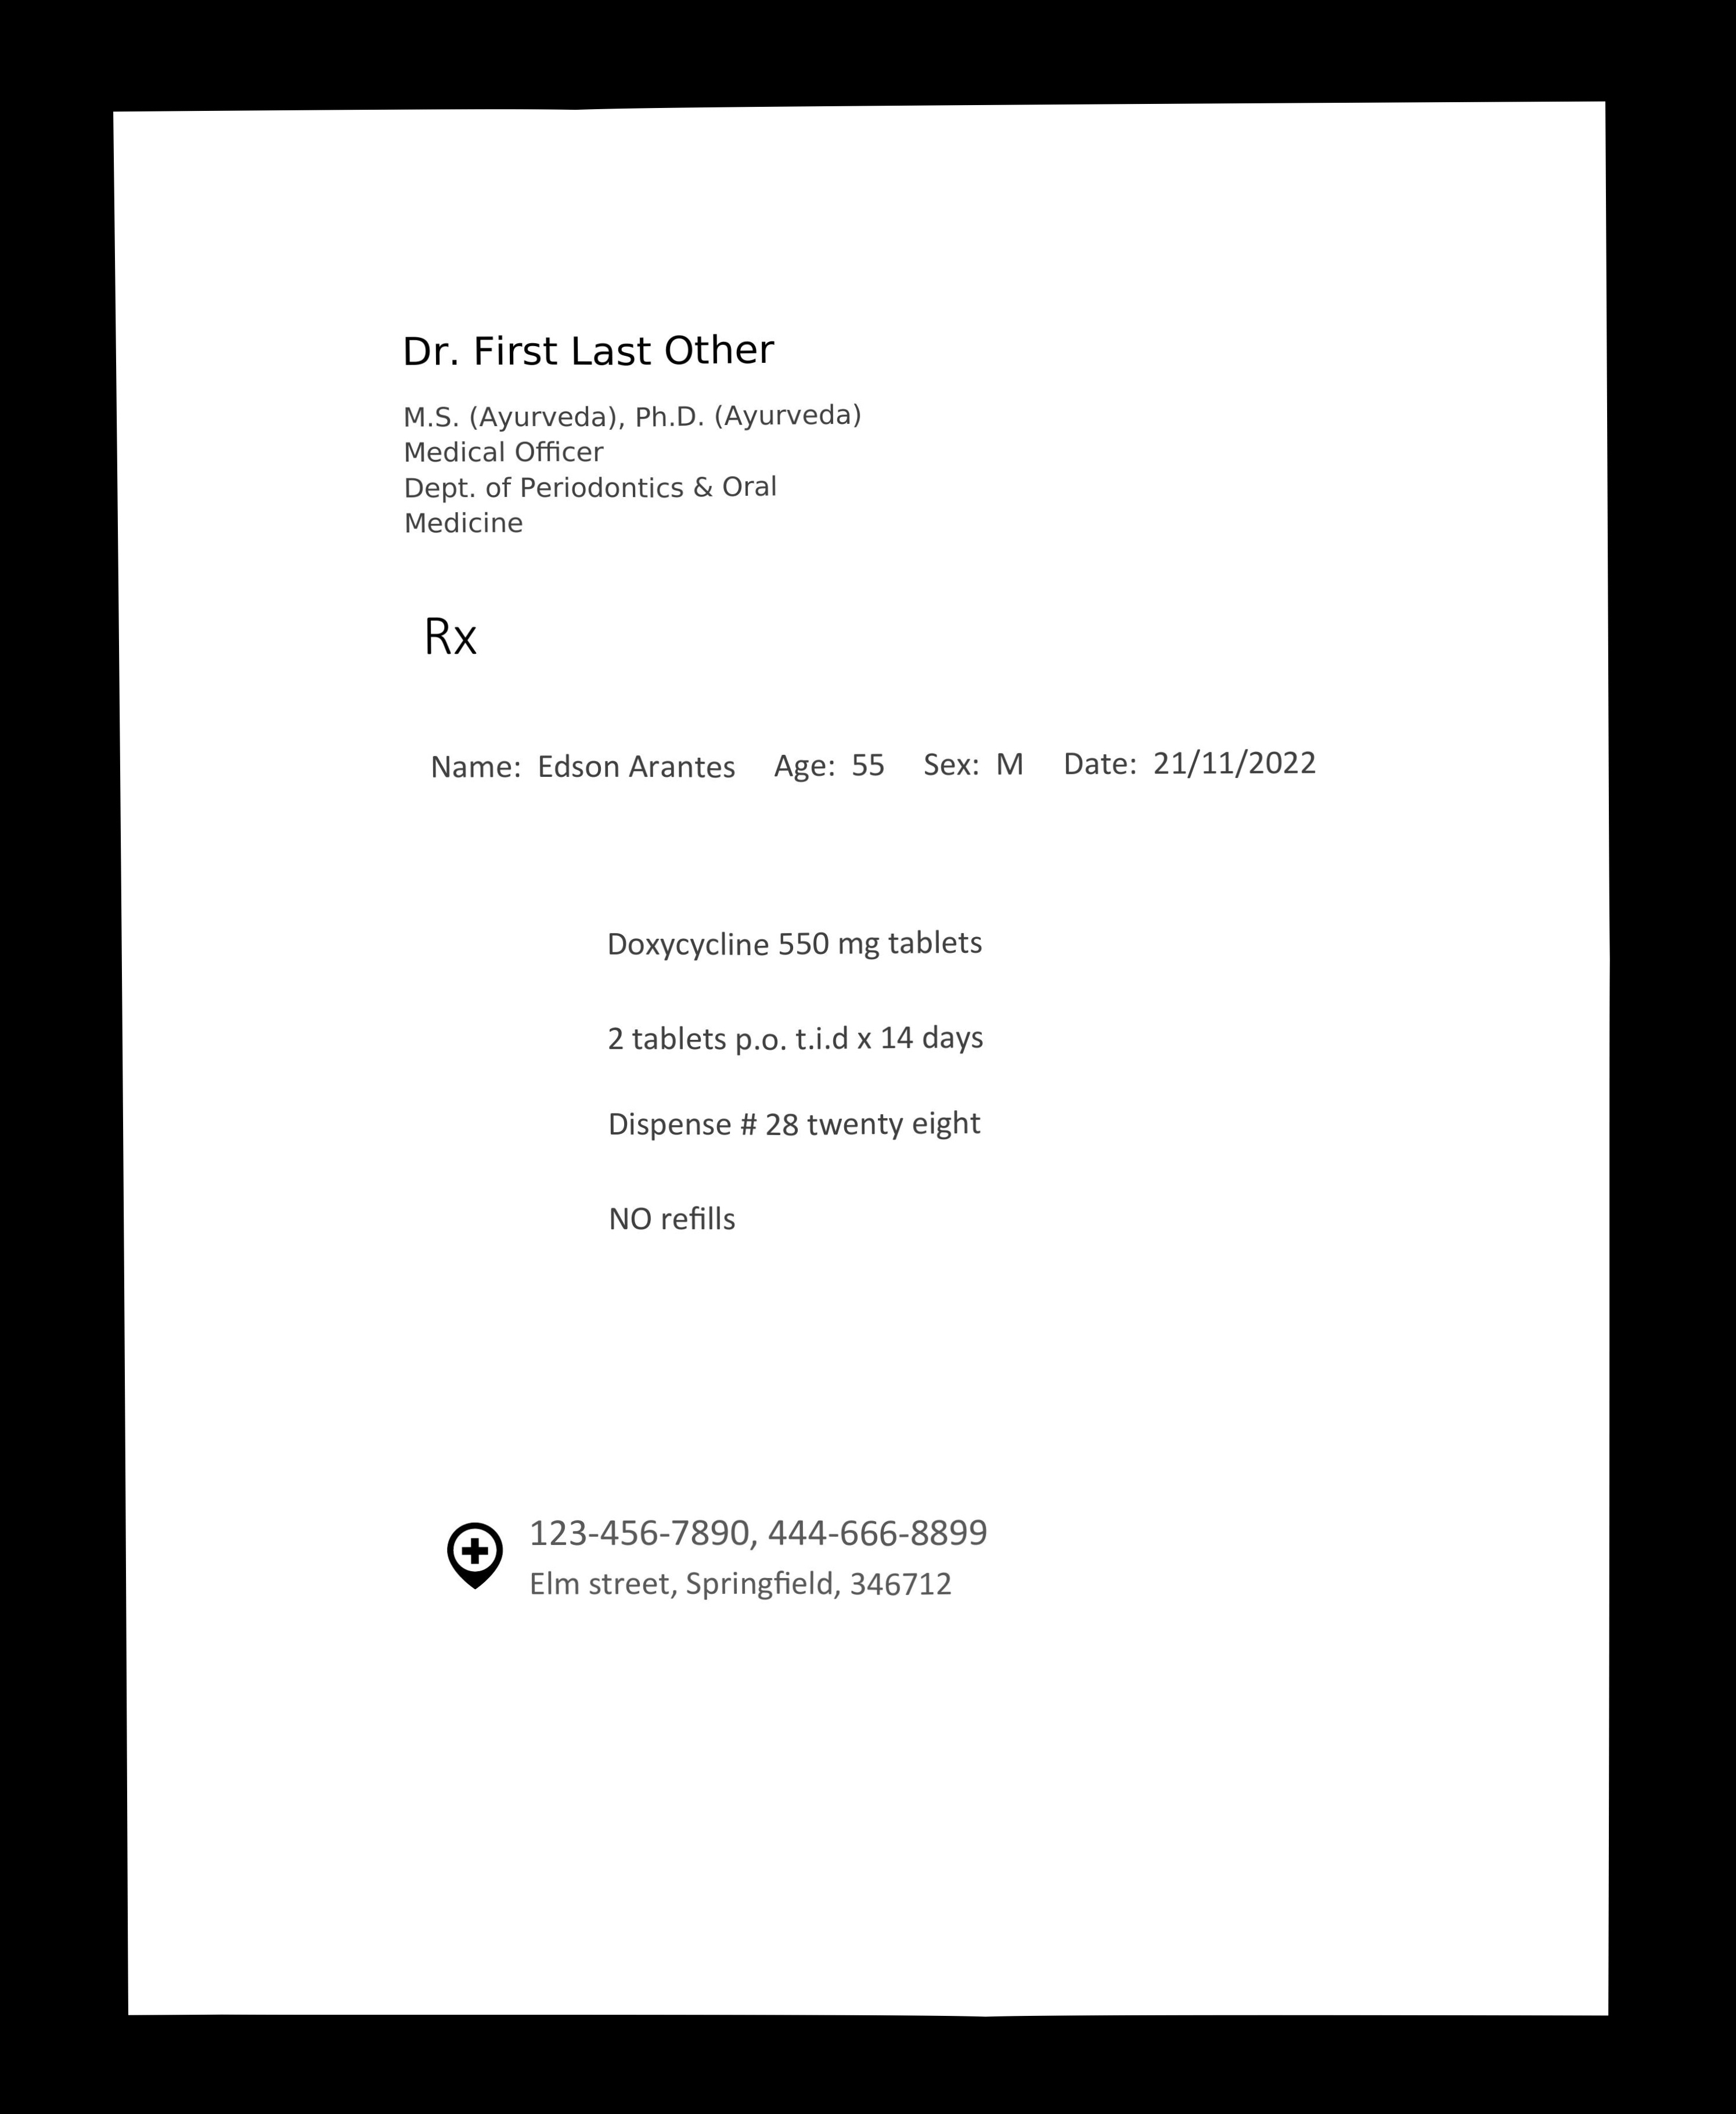 Dr. First Last Other
M.S. (Ayurveda), Ph.D. (Ayurveda)
Medical Officer
Dept. of Periodontics & Oral
Medicine
Rx
Name: Edson Arantes Age: 55 Sex: M Date: 21/11/2022
Doxycycline 550 mg tablets
2 tablets p.o. t.i.d x 14 days
Dispense # 28 twenty eight
NO refills
123-456-7890, 444-666-8899
Elm street, Springfield, 346712